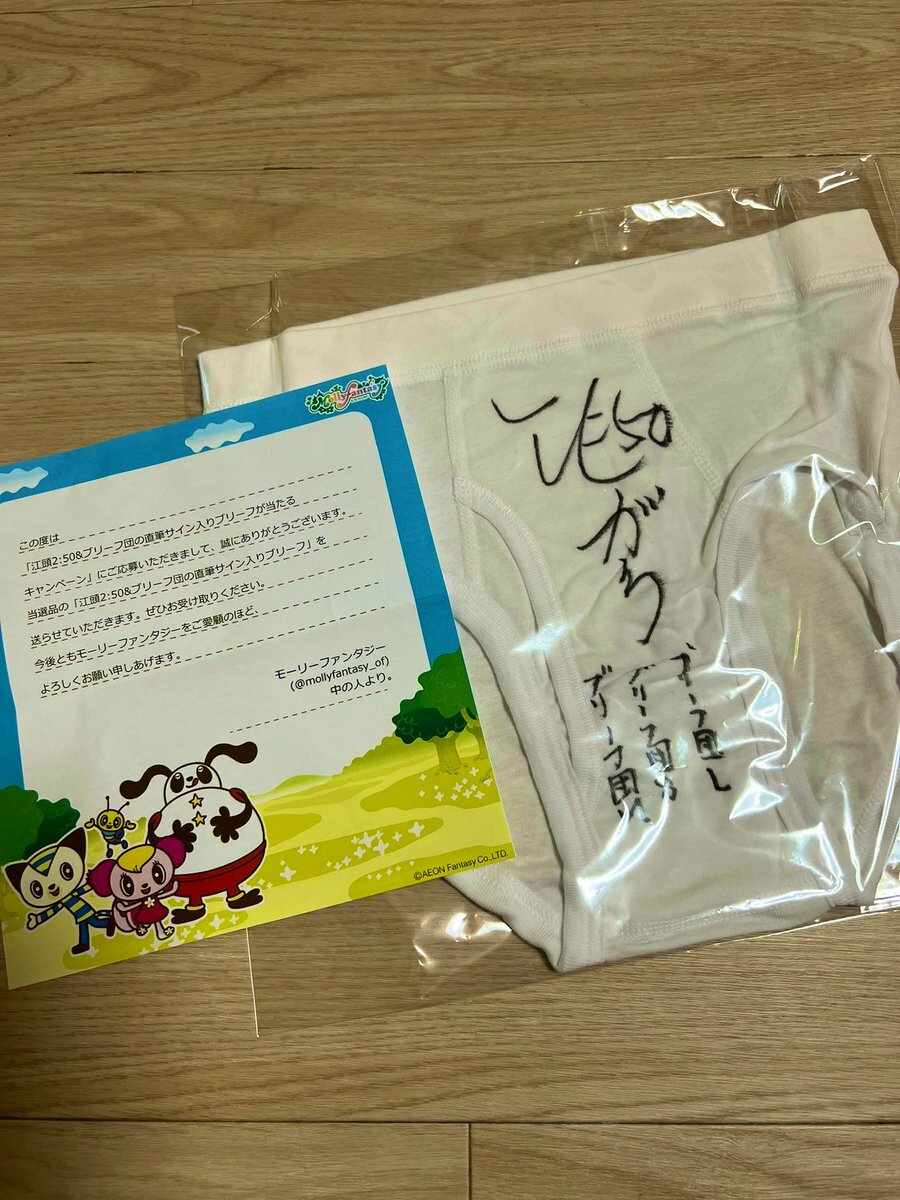 mollyfantasy
この度は
「江頭2:50&ブリーフ団の直筆サイン入りブリーフが当たる
キャンペーン」にご応募いただきまして、誠にありがとうございます。
当選品の「江頭2:50&ブリーフ団の直筆サイン入りブリーフ」を
送らせていただきます。ぜひお受け取りください。
今後ともモーリーファンタジーをご愛顧のほど、
よろしくお願い申しあげます。
モーリーファンタジー
(@mollyfantasy_of)
中の人より。
©AEON Fantasy Co.,LTD.
ブリーフ団L
ブリーフ団S
ブリーフ団M